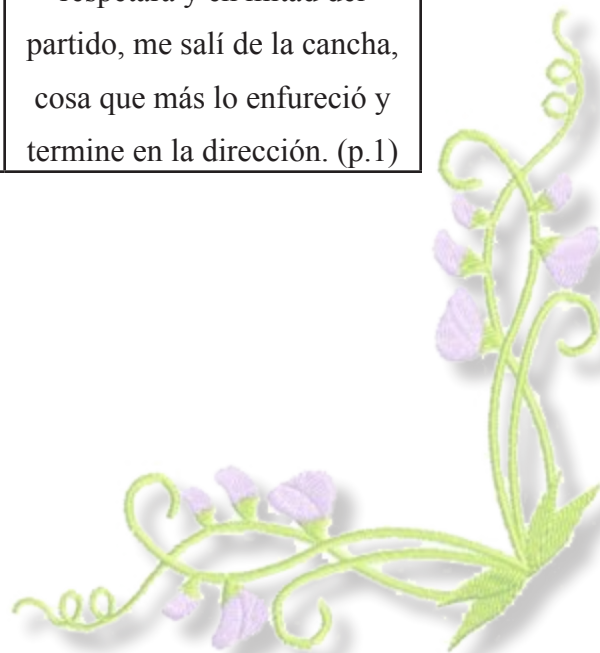 respetara y en mitad del
partido, me salí de la cancha,
cosa que más lo enfureció y
termine en la dirección. (p.1)